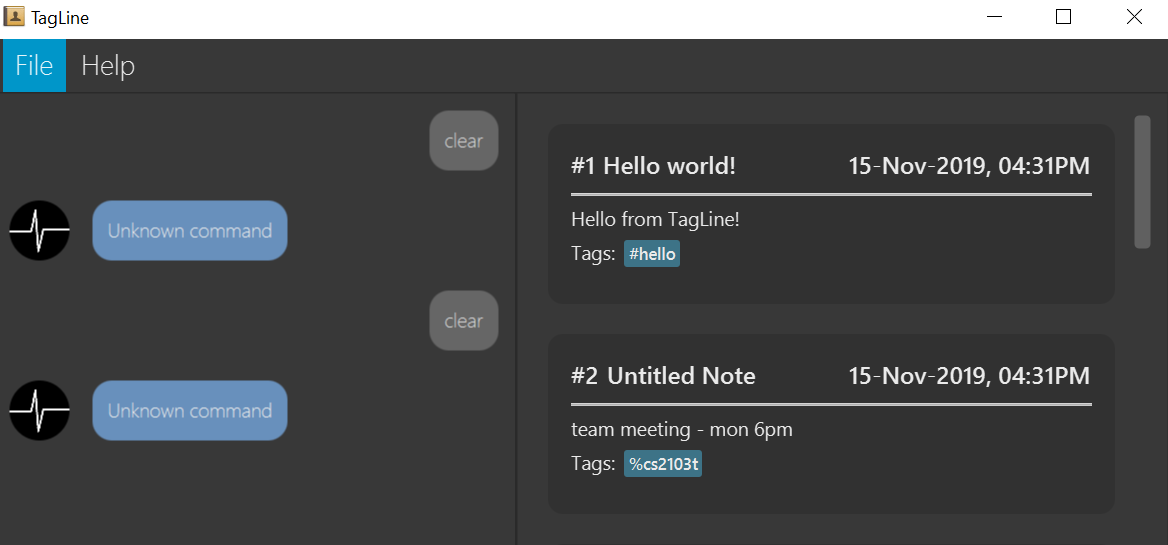 TagLine
File Help
clear
Unknown command
clear
Unknown command
#1 Hello world! 15-Nov-2019, 04:31PM
Hello from TagLine!
Tags: #hello
#2 Untitled Note 15-Nov-2019, 04:31PM
team meeting - mon 6pm
Tags: %cs2103t